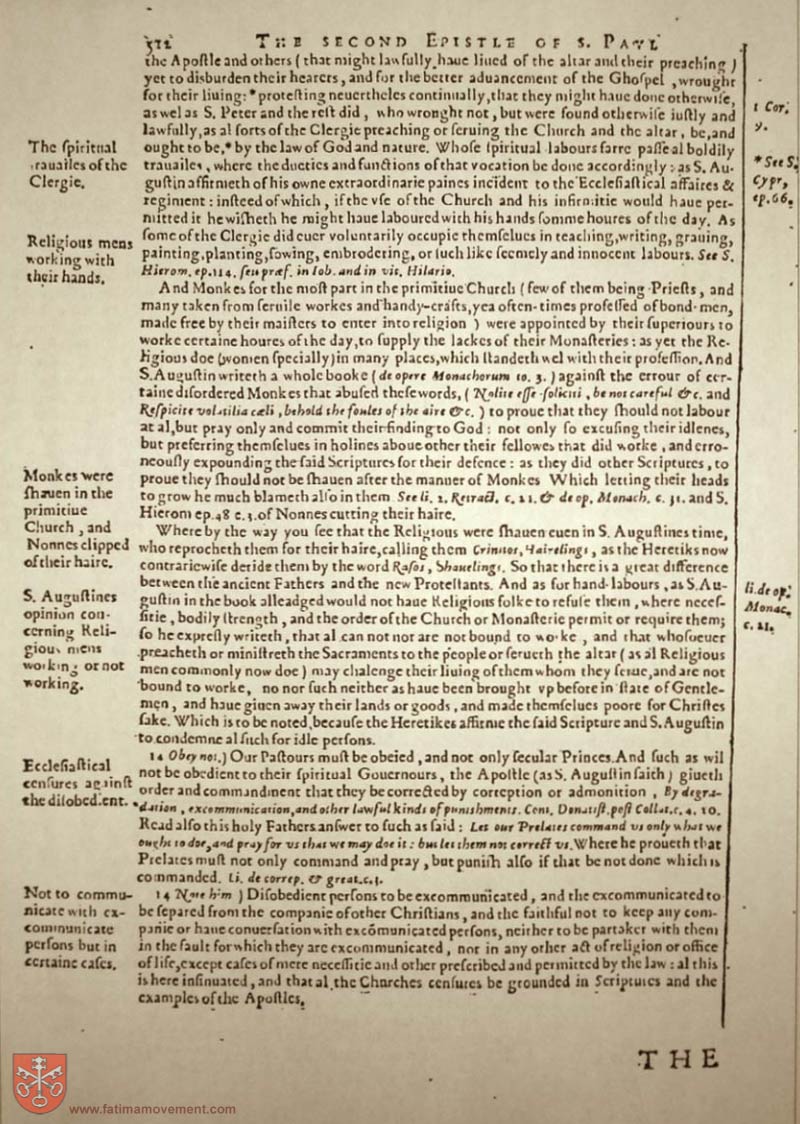 572 THE SECOND EPISTLE OF S. PAVL
the Apoſtle and others (that might lawfully haue liued of the altar and their preaching)
yet to disburden their hearers, and for the better aduancement of the Ghoſpel, wrought
for their liuing: *proteſting neuertheles continually, that they might haue done otherwiſe,
as wel as S. Peter and the reſt did, who wrought not, but were found otherwiſe iuſtly and
lawfully, as al ſorts of the Clergie preaching or ſeruing the Church and the altar, be, and
ought to be,* by the law of God and nature. Whoſe ſpiritual labours farre paſſe al boldily
trauailes, where the dueties and functions of that vocation be done accordingly: as S. Au-
guſtin affirmeth of his owne extraordinarie paines incident to the Eccleſiaſtical affaires &
regiment: inſteed of which, if the vſe of the Church and his infirmitie would haue per-
mitted it he wiſheth he might haue laboured with his hands ſomme houres of the day. As
ſome of the Clergie did euer voluntarily occupie themſelues in teaching, writing, grauing,
painting, planting, ſowing, embrodering, or ſuch like ſeemely and innocent labours. See S.
Hierom. ep. 114. ſeu præf. in Iob. and in vit. Hilario.
And Monkes for the moſt part in the primitiue Church (few of them being Prieſts, and
many taken from ſeruile workes and handy-crafts, yea often-times profeſſed of bond-men,
made free by their maiſters to enter into religion) were appointed by their ſuperiours to
worke certaine houres of the day, to ſupply the lackes of their Monaſteries: as yet the Re-
ligious doe (women ſpecially) in many places, which ſtandeth wel with their profeſſion. And
S. Auguſtin writeth a whole booke (de opere Monachorum to. 3.) againſt the errour of cer-
taine diſordered Monkes that abuſed theſe words, (Nolite eſſe ſoliciti, be not careful &c. and
Reſpicite volatilia cæli, behold the foules of the aire &c.) to proue that they ſhould not labour
at al, but pray only and commit their finding to God: not only ſo excuſing their idlenes,
but preferring themſelues in holines aboue other their fellowes that did worke, and erro-
neouſly expounding the ſaid Scriptures for their defence: as they did other Scriptures, to
proue they ſhould not be ſhauen after the manner of Monkes Which letting their heads
to grow he much blameth alſo in them See li. 2. Retract. c. 21. & de op. Monach. c. 31. and S.
Hierom ep. 48 c. 3. of Nonnes cutting their haire.
Where by the way you ſee that the Religious were ſhauen euen in S. Auguſtines time,
who reprocheth them for their haire, calling them Crinitos, Hairelings, as the Heretiks now
contrariewiſe deride them by the word Raſos, Shauelings. So that there is a great difference
between the ancient Fathers and the new Proteſtants. And as for hand-labours, as S. Au-
guſtin in the book alleadged would not haue Religious folke to refuſe them, where neceſ-
ſitie, bodily ſtrength, and the order of the Church or Monaſterie permit or require them;
ſo he expreſly writeth, that al can not nor are not bound to worke, and that whoſoeuer
preacheth or miniſtreth the Sacraments to the people or ſerueth the altar (as al Religious
men commonly now doe) may chalenge their liuing of them whom they ſerue, and are not
bound to worke, no nor ſuch neither as haue been brought vp before in ſtate of Gentle-
men, and haue giuen away their lands or goods, and made themſelues poore for Chriſtes
ſake. Which is to be noted, becauſe the Heretikes affirme the ſaid Scripture and S. Auguſtin
to condemne al ſuch for idle perſons.
14 Obey not.) Our Paſtours muſt be obeied, and not only ſecular Princes. And ſuch as wil
not be obedient to their ſpiritual Gouernours, the Apoſtle (as S. Auguſtin ſaith) giueth
order and commandment that they be corrected by correption or admonition, By degra-
dation, excommunication, and other lawful kinds of puniſhments. Cont. Donatiſt. poſt Collat. c. 4. 20.
Read alſo this holy Fathers anſwer to ſuch as ſaid: Let our Prelates command vs only what we
ought to doe, and pray for vs that we may doe it: but let them not correct vs. Where he proueth that
Prelates muſt not only command and pray, but puniſh alſo if that be not done which is
commanded. Li. de correp. & great. c. 3.
14 Note him) Diſobedient perſons to be excommunicated, and the excommunicated to
be ſepared from the companie of other Chriſtians, and the faithful not to keep any com-
panie or haue conuerſation with excõmunicated perſons, neither to be partaker with them
in the fault for which they are excommunicated, nor in any other act of religion or office
of life, except caſes of mere neceſſitie and other preſcribed and permitted by the law: al this
is here inſinuated, and that al the Churches cenſures be grounded in Scriptures and the
examples of the Apoſtles.
THE
The ſpiritual
trauailes of the
Clergie.
Religious mens
working with
their hands.
Monkes were
ſhauen in the
primitiue
Church, and
Nonnes clipped
of their haire.
S. Auguſtines
opinion con-
cerning Reli-
gious mens
working or not
working.
Eccleſiaſtical
cenſures againſt
the diſobedient.
Not to commu-
nicate with ex-
communicate
perſons but in
certaine caſes.
1 Cor.
9.
* See S.
Cypr,
ep. 66.
li. de op.
Monac.
c. 21.
www.fatimamovement.com